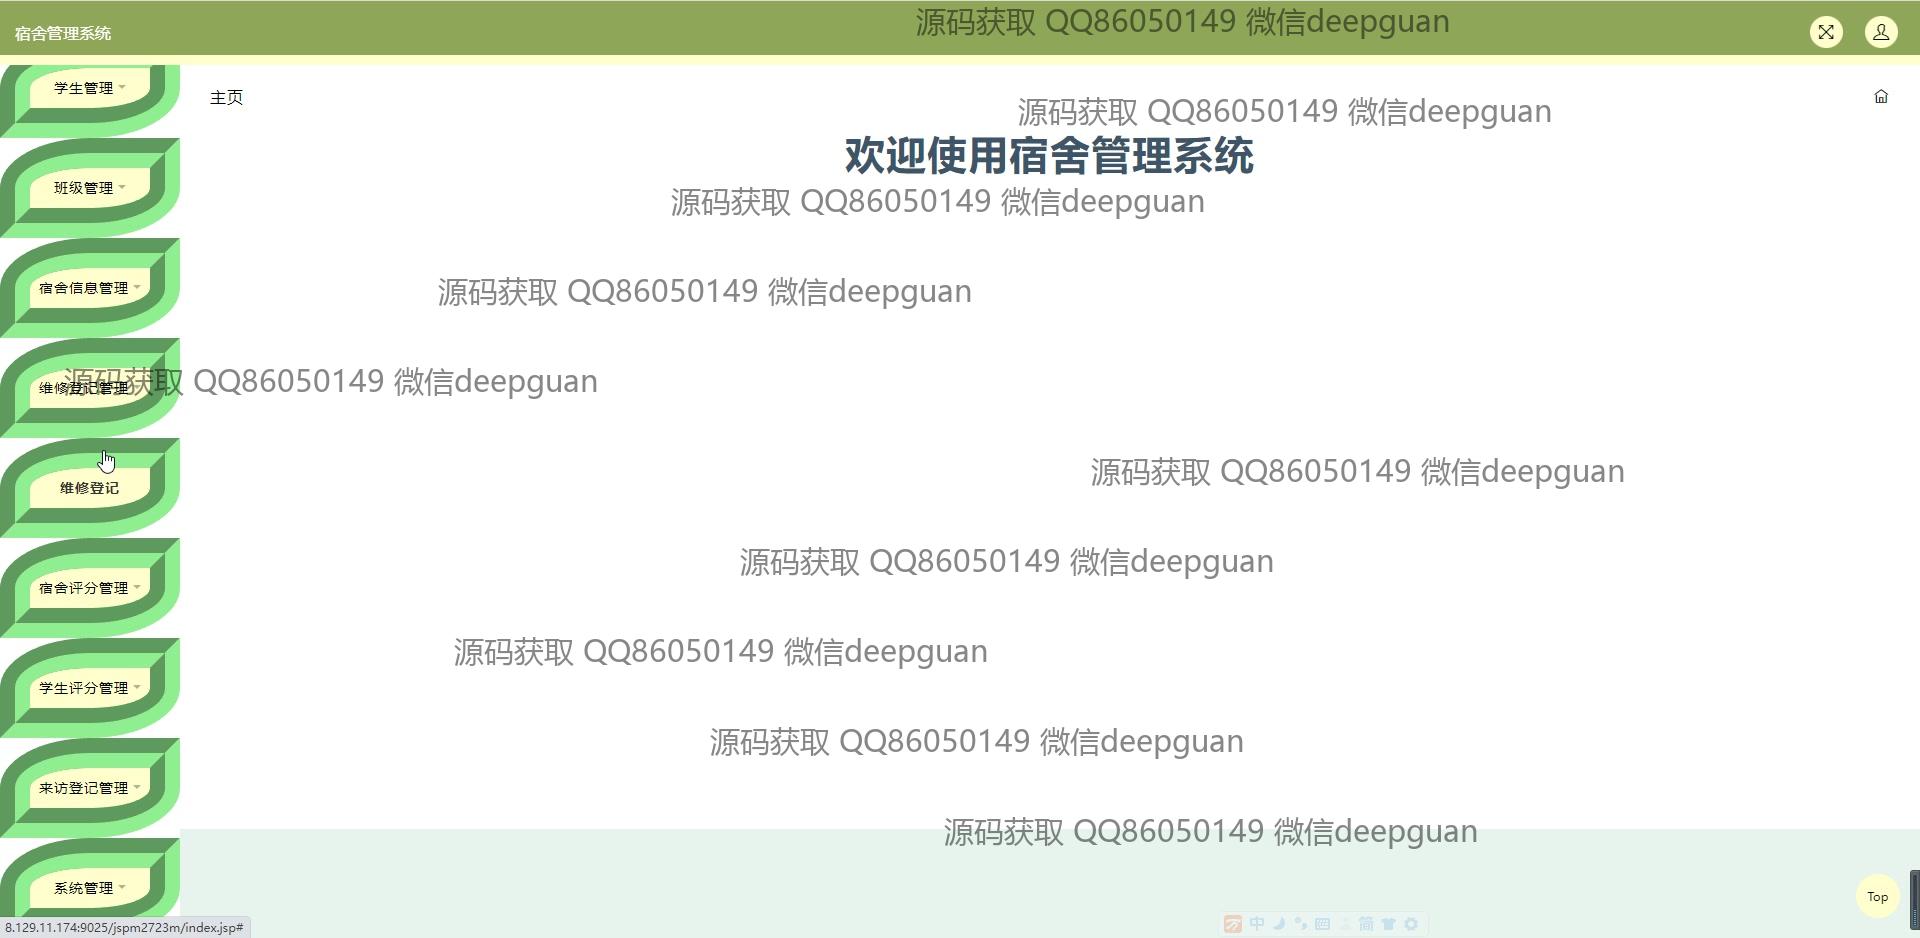 源码获取 QQ86050149 微信deepguan
宿舍管理系统
学生管理
主页
源码获取 QQ86050149 微信deepguan
欢迎使用宿舍管理系统
班级管理
源码获取 QQ86050149 微信deepguan
宿舍信息管理
源码获取 QQ86050149 微信deepguan
维修登记管理
源码获取 QQ86050149 微信deepguan
源码获取 QQ86050149 微信deepguan
维修登记
源码获取 QQ86050149 微信deepguan
宿舍评分管理
源码获取 QQ86050149 微信deepguan
学生评分管理
源码获取 QQ86050149 微信deepguan
来访登记管理
源码获取 QQ86050149 微信deepguan
系统管理
Top
8.129.11.174:9025/jspm2723m/index.jsp#
中
简